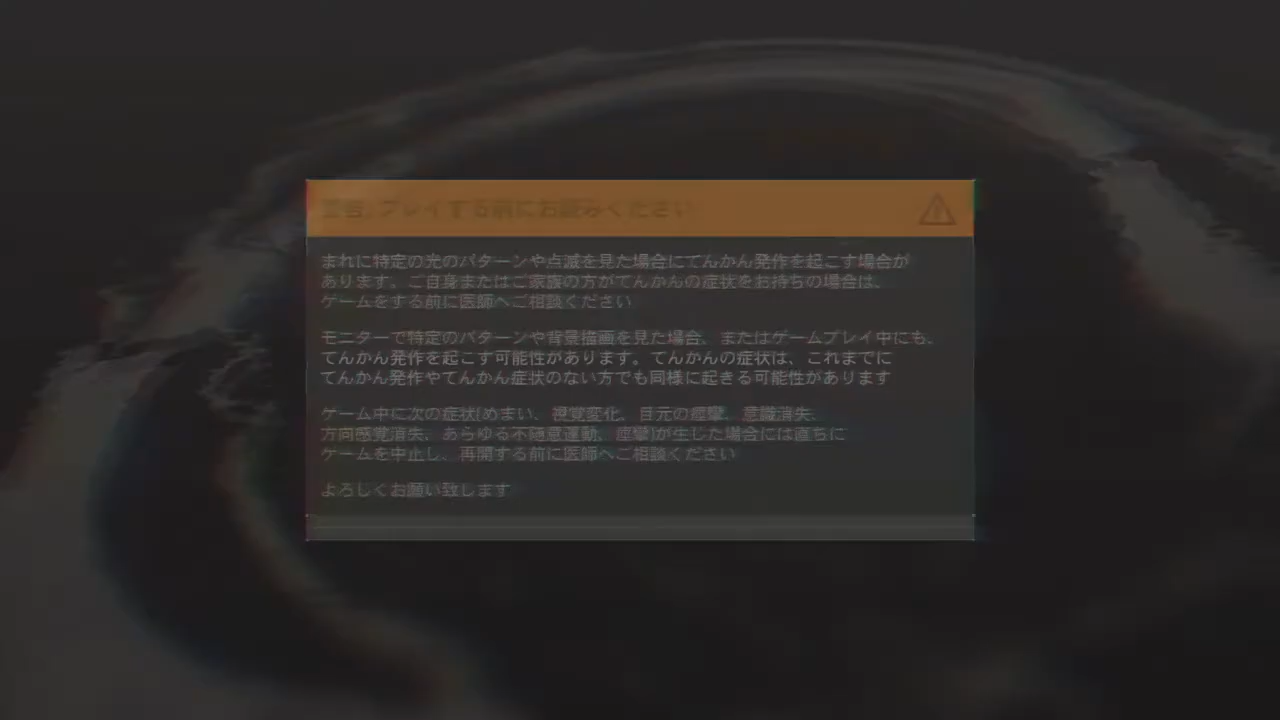 警告。プレイする前にお読みください
まれに特定の光のパターンや点滅を見た場合にてんかん発作を起こす場合が
あります。ご自身またはご家族の方がてんかんの症状をお持ちの場合は、
ゲームをする前に医師へご相談ください
モニターで特定のパターンや背景描画を見た場合、またはゲームプレイ中にも、
てんかん発作を起こす可能性があります。てんかんの症状は、これまでに
てんかん発作やてんかん症状のない方でも同様に起きる可能性があります
ゲーム中に次の症状(めまい、視覚変化、目元の痙攣、意識消失、
方向感覚消失、あらゆる不随意運動、痙攣)が生じた場合には直ちに
ゲームを中止し、再開する前に医師へご相談ください
よろしくお願い致します